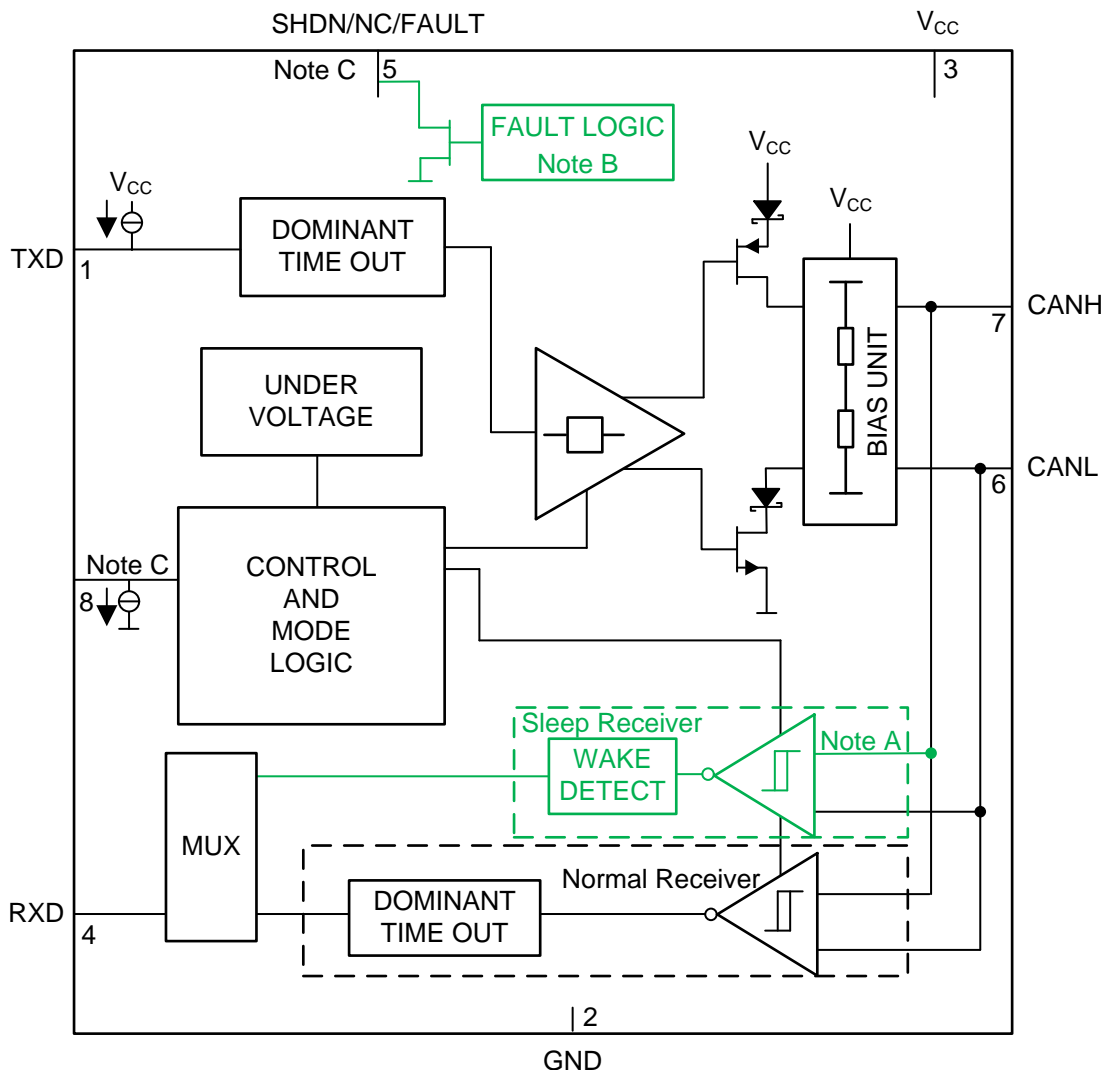 SHDN/NC/FAULT
VCC
Note C
5
3
FAULT LOGIC
Note B
VCC
VCC
VCC
TXD
1
DOMINANT
TIME OUT
BIAS UNIT
7
CANH
UNDER
VOLTAGE
CANL
6
Note C
8
CONTROL
AND
MODE
LOGIC
Sleep Receiver
Note A
WAKE
DETECT
MUX
Normal Receiver
RXD
4
DOMINANT
TIME OUT
2
GND